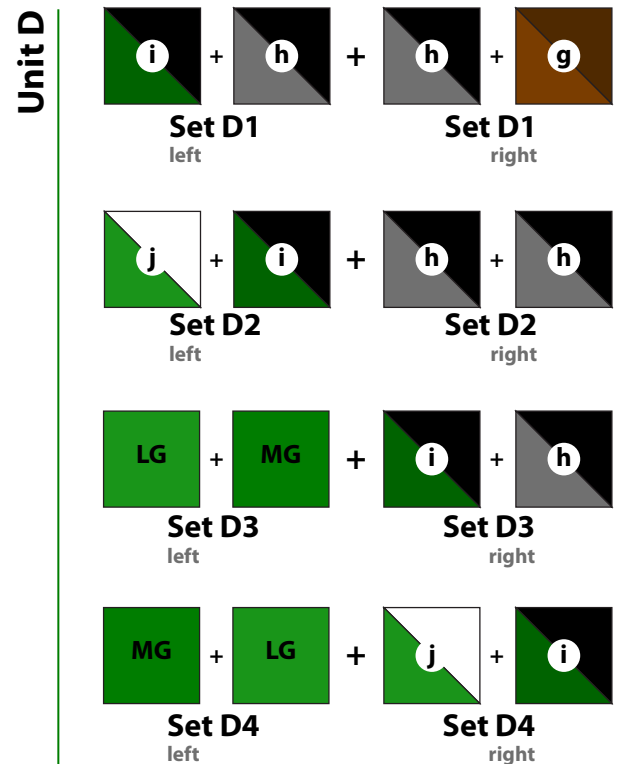 Unit D
i + h + h + g
Set D1 Set D1
left right
j + i + h + h
Set D2 Set D2
left right
LG + MG + i + h
Set D3 Set D3
left right
MG + LG + j + i
Set D4 Set D4
left right